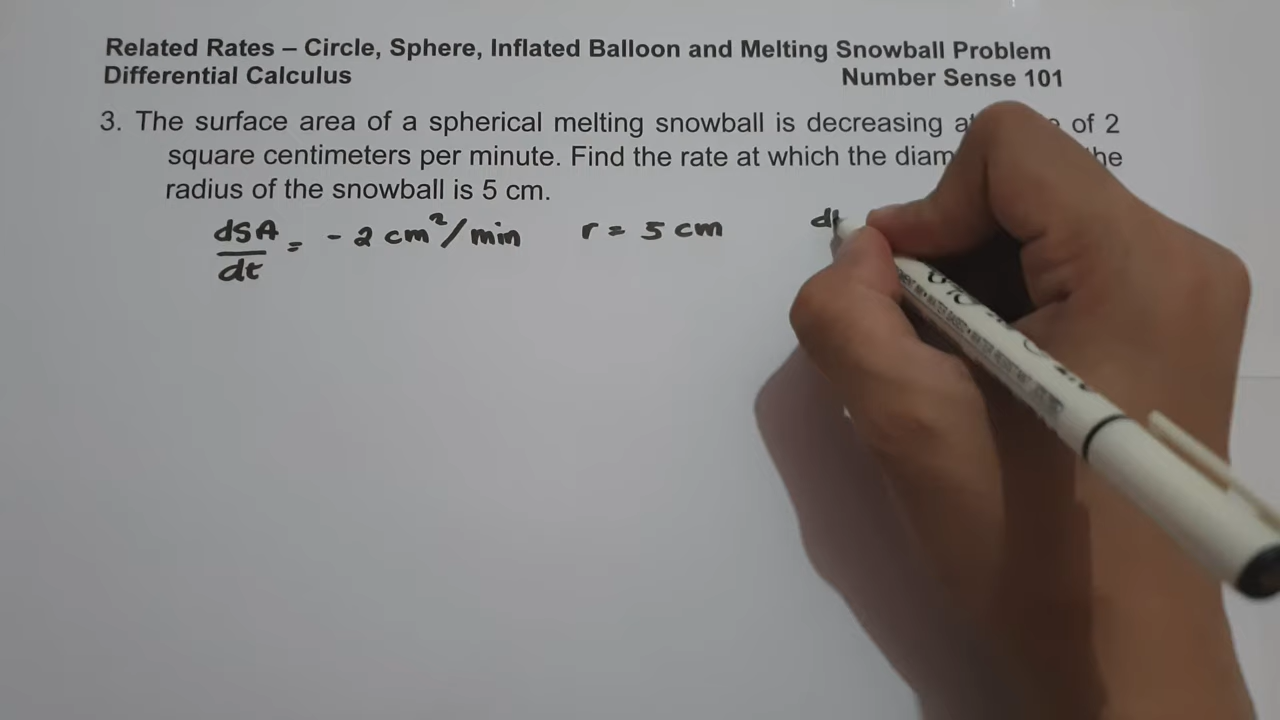 Related Rates – Circle, Sphere, Inflated Balloon and Melting Snowball Problem
Differential Calculus Number Sense 101
3. The surface area of a spherical melting snowball is decreasing of 2
square centimeters per minute. Find the rate at which the
radius of the snowball is 5 cm.
dSA/dt = - 2 cm²/min r = 5 cm